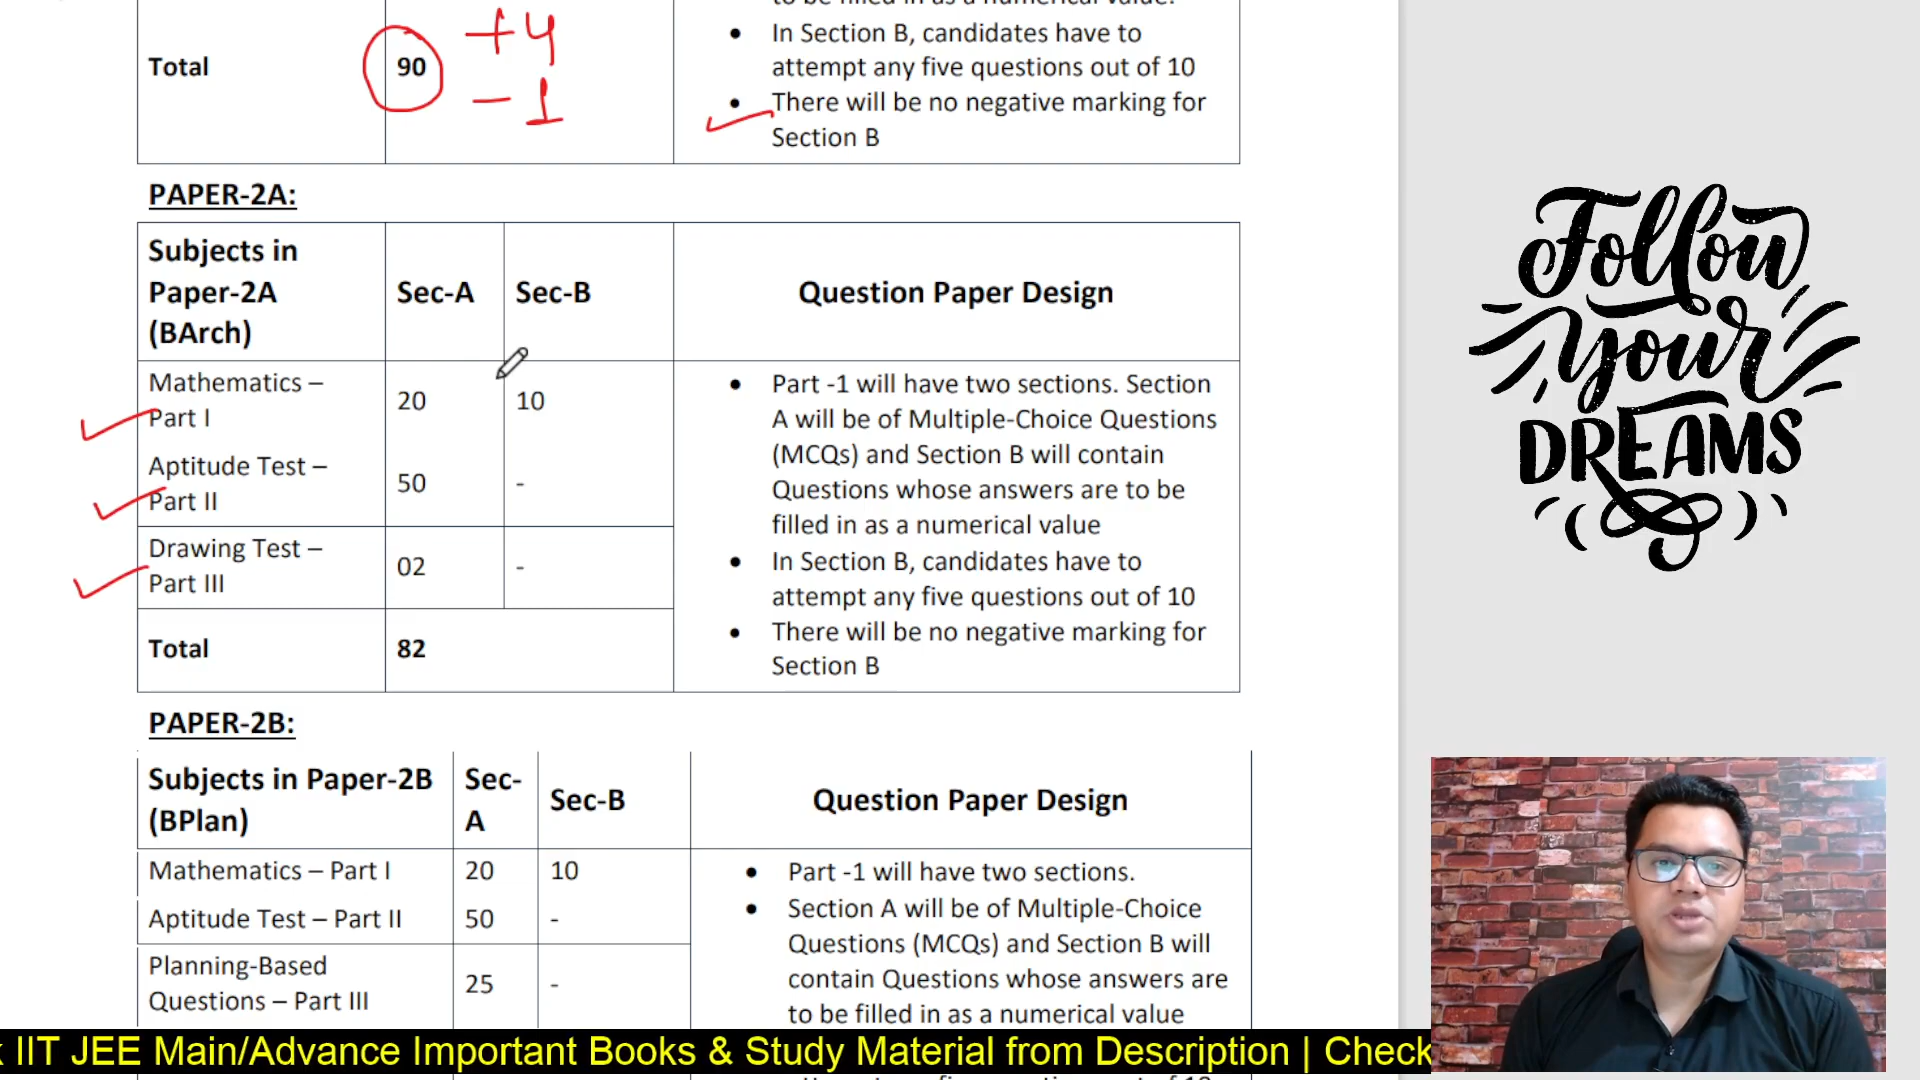 to be filled in as a numerical value.
In Section B, candidates have to
Total 90 +4
attempt any five questions out of 10
-1
There will be no negative marking for
Section B
PAPER-2A:
Subjects in
Paper-2A
(BArch)
Sec-A
Sec-B
Question Paper Design
Mathematics –
Part I
20
10
Aptitude Test –
Part II
50
-
Drawing Test –
Part III
02
-
Total
82
Part -1 will have two sections. Section
A will be of Multiple-Choice Questions
(MCQs) and Section B will contain
Questions whose answers are to be
filled in as a numerical value
In Section B, candidates have to
attempt any five questions out of 10
There will be no negative marking for
Section B
PAPER-2B:
Subjects in Paper-2B
(BPlan)
Sec-
A
Sec-B
Question Paper Design
Mathematics – Part I
20
10
Aptitude Test – Part II
50
-
Planning-Based
Questions – Part III
25
-
Part -1 will have two sections.
Section A will be of Multiple-Choice
Questions (MCQs) and Section B will
contain Questions whose answers are
to be filled in as a numerical value
Follow
Your
DREAMS
IIT JEE Main/Advance Important Books & Study Material from Description | Check